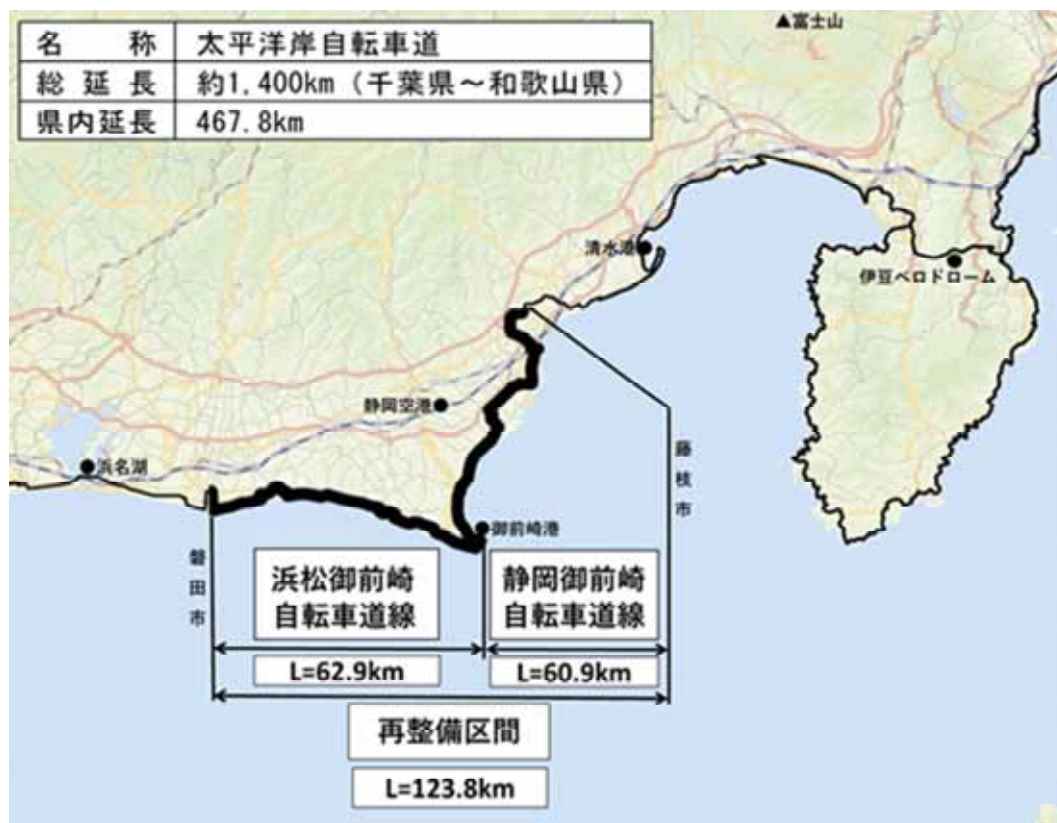 名称 太平洋岸自転車道
総延長 約1,400km（千葉県～和歌山県）
県内延長 467.8km
▲富士山
清水港
伊豆ベロドローム
静岡空港
浜名湖
藤枝市
御前崎港
磐田市
浜松御前崎
自転車道線
静岡御前崎
自転車道線
L=62.9km
L=60.9km
再整備区間
L=123.8km